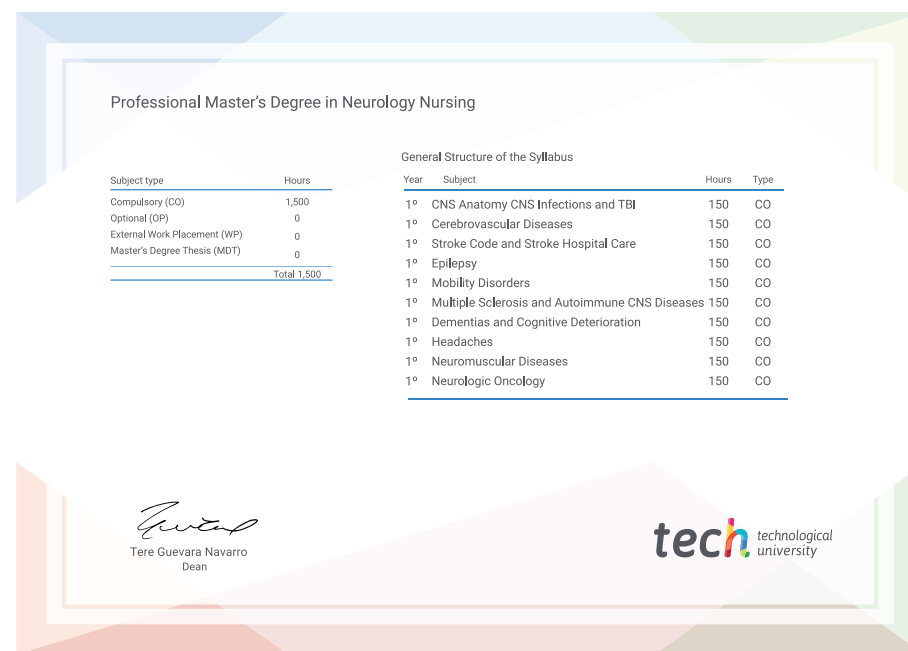 Professional Master's Degree in Neurology Nursing
Subject type Hours
Compulsory (CO) 1,500
Optional (OP) 0
External Work Placement (WP) 0
Master's Degree Thesis (MDT) 0
Total 1,500
General Structure of the Syllabus
Year Subject Hours Type
1º CNS Anatomy CNS Infections and TBI 150 CO
1º Cerebrovascular Diseases 150 CO
1º Stroke Code and Stroke Hospital Care 150 CO
1º Epilepsy 150 CO
1º Mobility Disorders 150 CO
1º Multiple Sclerosis and Autoimmune CNS Diseases 150 CO
1º Dementias and Cognitive Deterioration 150 CO
1º Headaches 150 CO
1º Neuromuscular Diseases 150 CO
1º Neurologic Oncology 150 CO
Tere Guevara Navarro
Dean
tech technological
university